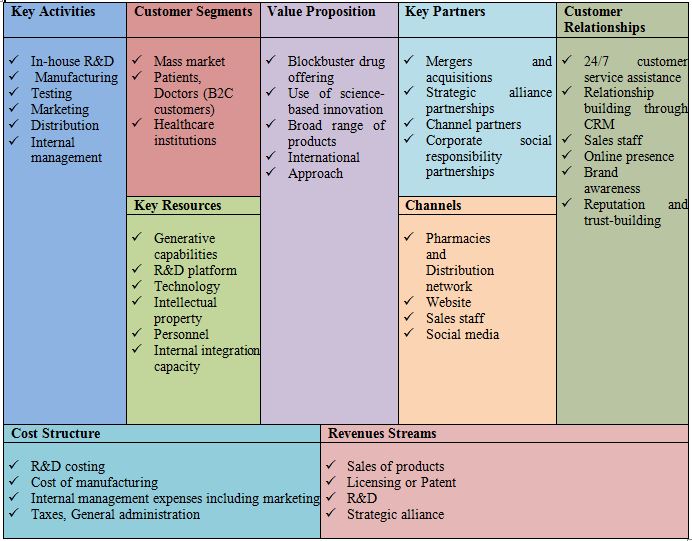 Key Activities
✓ In-house R&D
✓ Manufacturing
✓ Testing
✓ Marketing
✓ Distribution
✓ Internal
management
Customer Segments
✓ Mass market
✓ Patients,
Doctors (B2C
customers)
✓ Healthcare
institutions
Key Resources
✓ Generative
capabilities
✓ R&D platform
✓ Technology
✓ Intellectual
property
✓ Personnel
✓ Internal integration
capacity
Value Proposition
✓ Blockbuster drug
offering
✓ Use of science-
based innovation
✓ Broad range of
products
✓ International
✓ Approach
Key Partners
✓ Mergers and
acquisitions
✓ Strategic alliance
partnerships
✓ Channel partners
✓ Corporate social
responsibility
partnerships
Channels
✓ Pharmacies
and
Distribution
network
✓ Website
✓ Sales staff
✓ Social media
Customer
Relationships
✓ 24/7 customer
service assistance
✓ Relationship
building through
CRM
✓ Sales staff
✓ Online presence
✓ Brand
awareness
✓ Reputation and
trust-building
Cost Structure
✓ R&D costing
✓ Cost of manufacturing
✓ Internal management expenses including marketing
✓ Taxes, General administration
Revenues Streams
✓ Sales of products
✓ Licensing or Patent
✓ R&D
✓ Strategic alliance